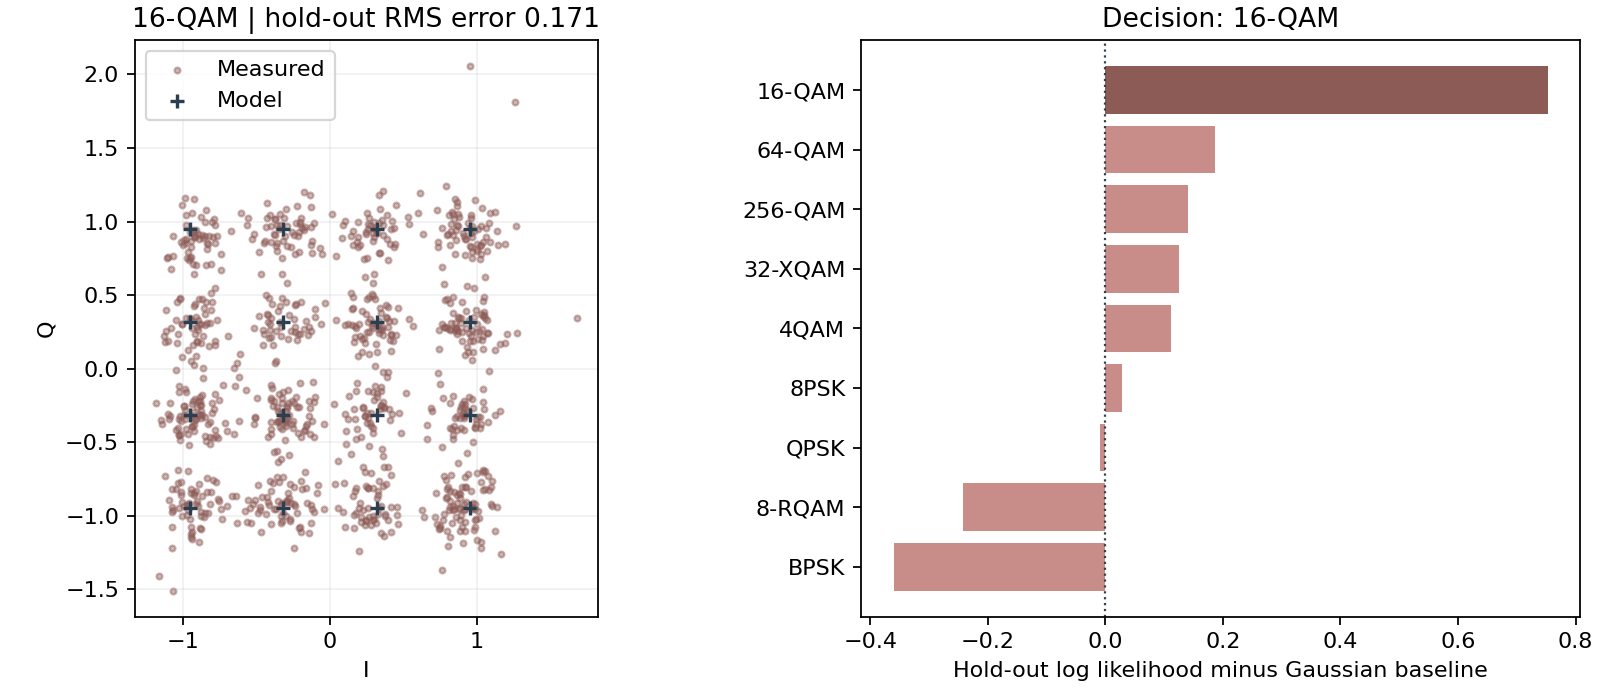 16-QAM | hold-out RMS error 0.171
Measured
Model
2.0
1.5
1.0
0.5
0.0
−0.5
−1.0
−1.5
Q
−1
0
1
I
Decision: 16-QAM
16-QAM
64-QAM
256-QAM
32-XQAM
4QAM
8PSK
QPSK
8-RQAM
BPSK
−0.4
−0.2
0.0
0.2
0.4
0.6
0.8
Hold-out log likelihood minus Gaussian baseline